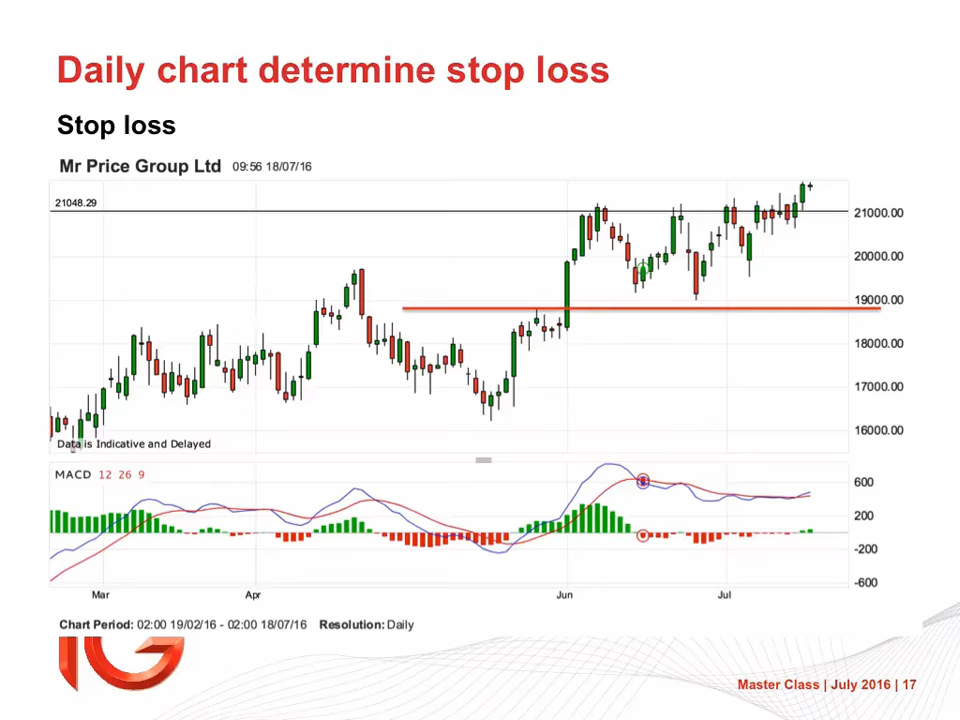 Daily chart determine stop loss
Stop loss
Mr Price Group Ltd 09:56 18/07/16
21048.29
21000.00
20000.00
19000.00
18000.00
17000.00
16000.00
Data is Indicative and Delayed
MACD 12 26 9
600
200
-200
-600
Mar Apr Jun Jul
Chart Period: 02:00 19/02/16 - 02:00 18/07/16 Resolution: Daily
IG
Master Class | July 2016 | 17